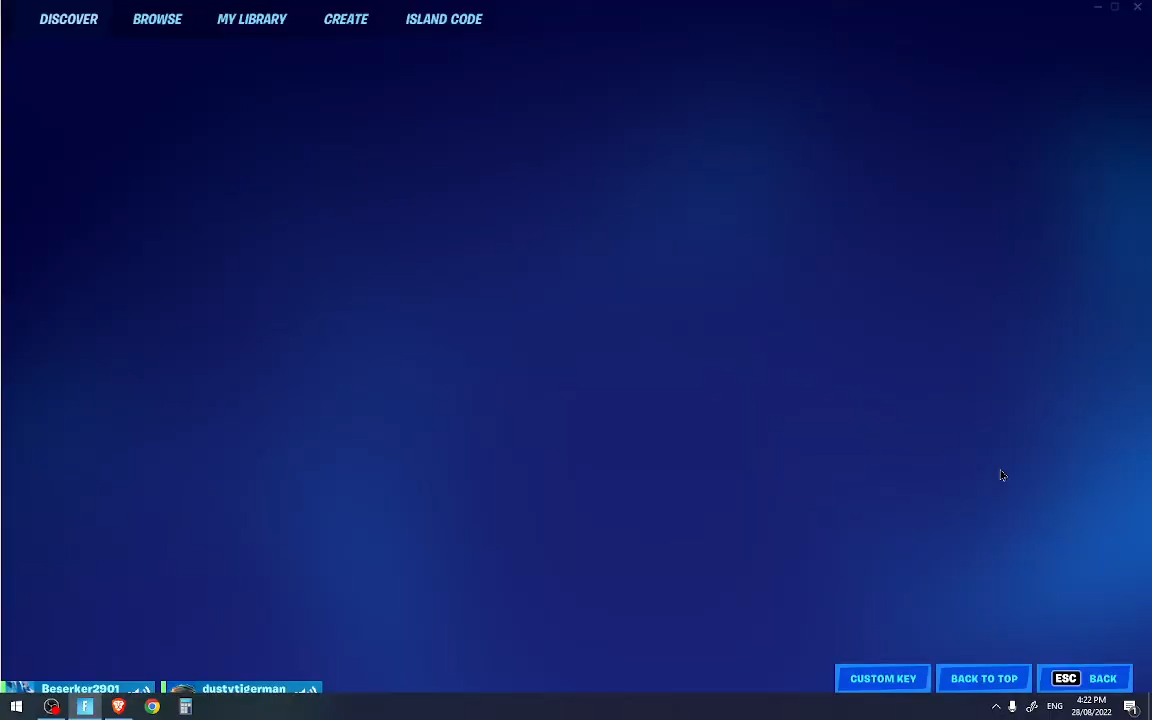 DISCOVER
BROWSE
MY LIBRARY
CREATE
ISLAND CODE
CUSTOM KEY
BACK TO TOP
ESC BACK
Beserker2901
dustytigerman
ENG
4:22 PM
28/08/2022